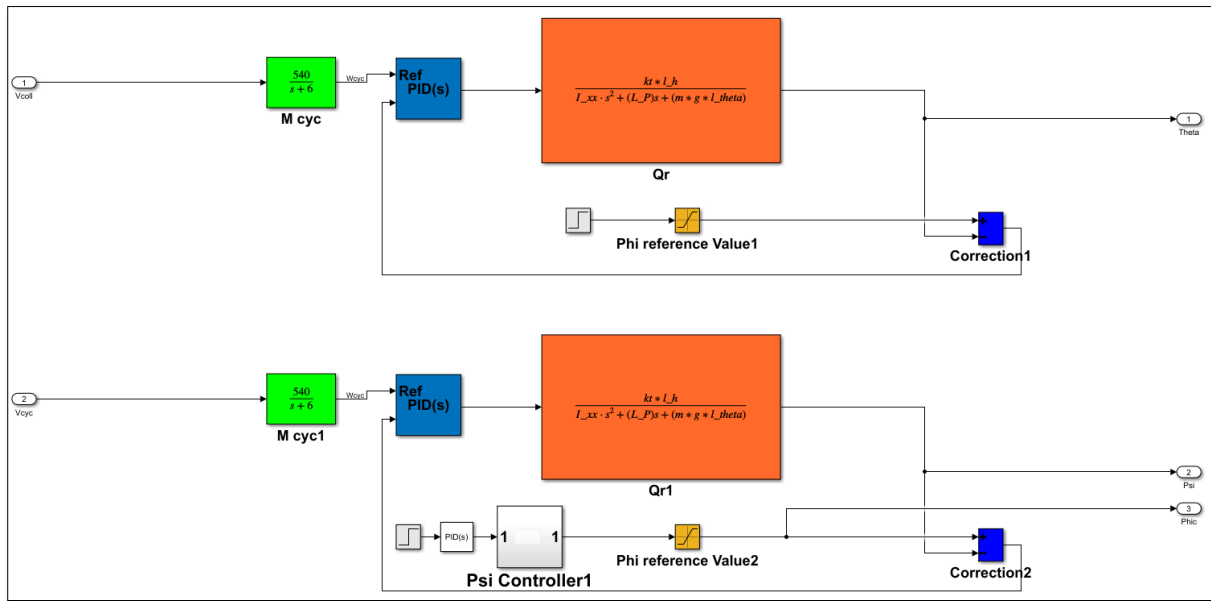 1
Vcoll
540
s + 6
M cyc
Wcyc
Ref
PID(s)
kt * l_h
I_xx · s² + (L_P)s + (m * g * l_theta)
Qr
1
Theta
Phi reference Value1
+
−
Correction1
2
Vcyc
540
s + 6
M cyc1
Wcyc
Ref
PID(s)
kt * l_h
I_xx · s² + (L_P)s + (m * g * l_theta)
Qr1
2
Psi
3
Phic
PID(s)
1 1
Psi Controller1
Phi reference Value2
+
−
Correction2